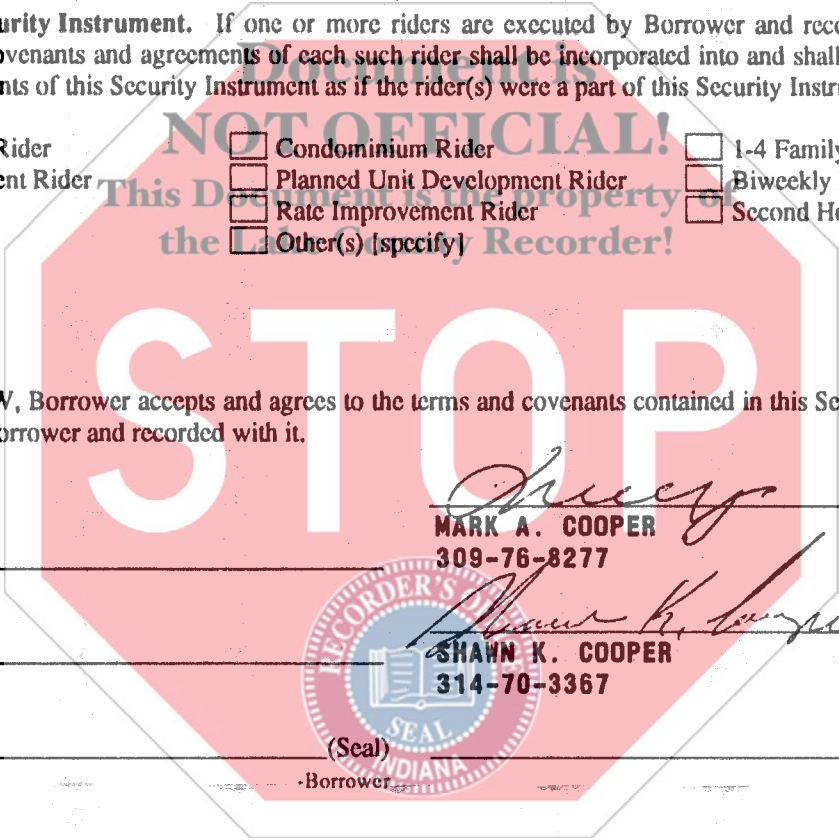 urity Instrument. If one or more riders are executed by Borrower and reco
ovenants and agreements of each such rider shall be incorporated into and shall
nts of this Security Instrument as if the rider(s) were a part of this Security Instru
Document is
NOT OFFICIAL!
This Document is the property of
the Lake County Recorder!
Rider Condominium Rider 1-4 Family
ent Rider Planned Unit Development Rider Biweekly
Rate Improvement Rider Second Ho
Other(s) [specify]
STOP
W, Borrower accepts and agrees to the terms and covenants contained in this Se
orrower and recorded with it.
MARK A. COOPER
309-76-8277
Shawn K. Cooper
SHAWN K. COOPER
314-70-3367
RECORDER'S OFFICE
SEAL
INDIANA
(Seal)
-Borrower